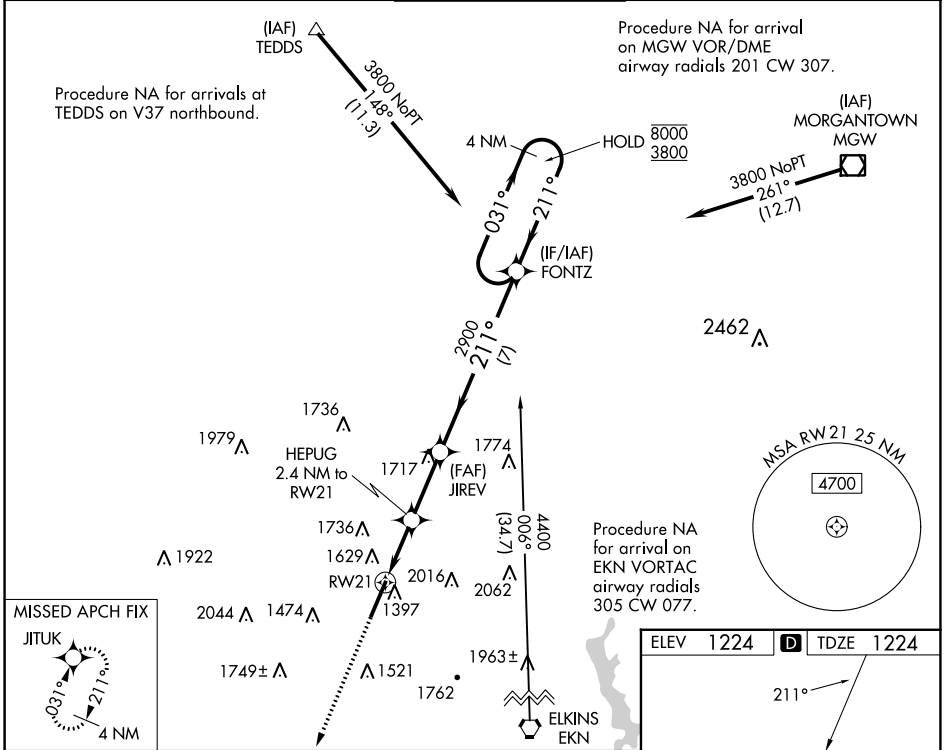 (IAF)
TEDDS
Procedure NA for arrival
on MGW VOR/DME
airway radials 201 CW 307.
Procedure NA for arrivals at
TEDDS on V37 northbound.
3800 NoPT
148°
(11.3)
(IAF)
MORGANTOWN
MGW
4 NM
HOLD 8000
3800
3800 NoPT
261°
(12.7)
031°
211°
(IF/IAF)
FONTZ
2900
211°
(7)
2462
1736
1979
HEPUG
2.4 NM to
RW21
1717
(FAF)
JIREV
1774
MSA RW21 25 NM
4700
4400
006°
(34.7)
1736
1922
1629
RW21
2016
2062
1397
Procedure NA
for arrival on
EKN VORTAC
airway radials
305 CW 077.
MISSED APCH FIX
JITUK
031°
211°
4 NM
2044
1474
1749±
1521
1762
1963±
ELKINS
EKN
ELEV 1224 D TDZE 1224
211°